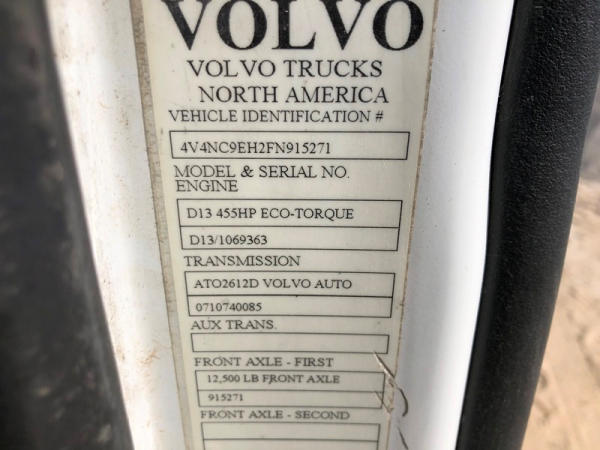 VOLVO
VOLVO TRUCKS
NORTH AMERICA
VEHICLE IDENTIFICATION #
4V4NC9EH2FN915271
MODEL & SERIAL NO.
ENGINE
D13 455HP ECO-TORQUE
D13/1069363
TRANSMISSION
ATO2612D VOLVO AUTO
0710740085
AUX TRANS.
FRONT AXLE - FIRST
12,500 LB FRONT AXLE
915271
FRONT AXLE - SECOND